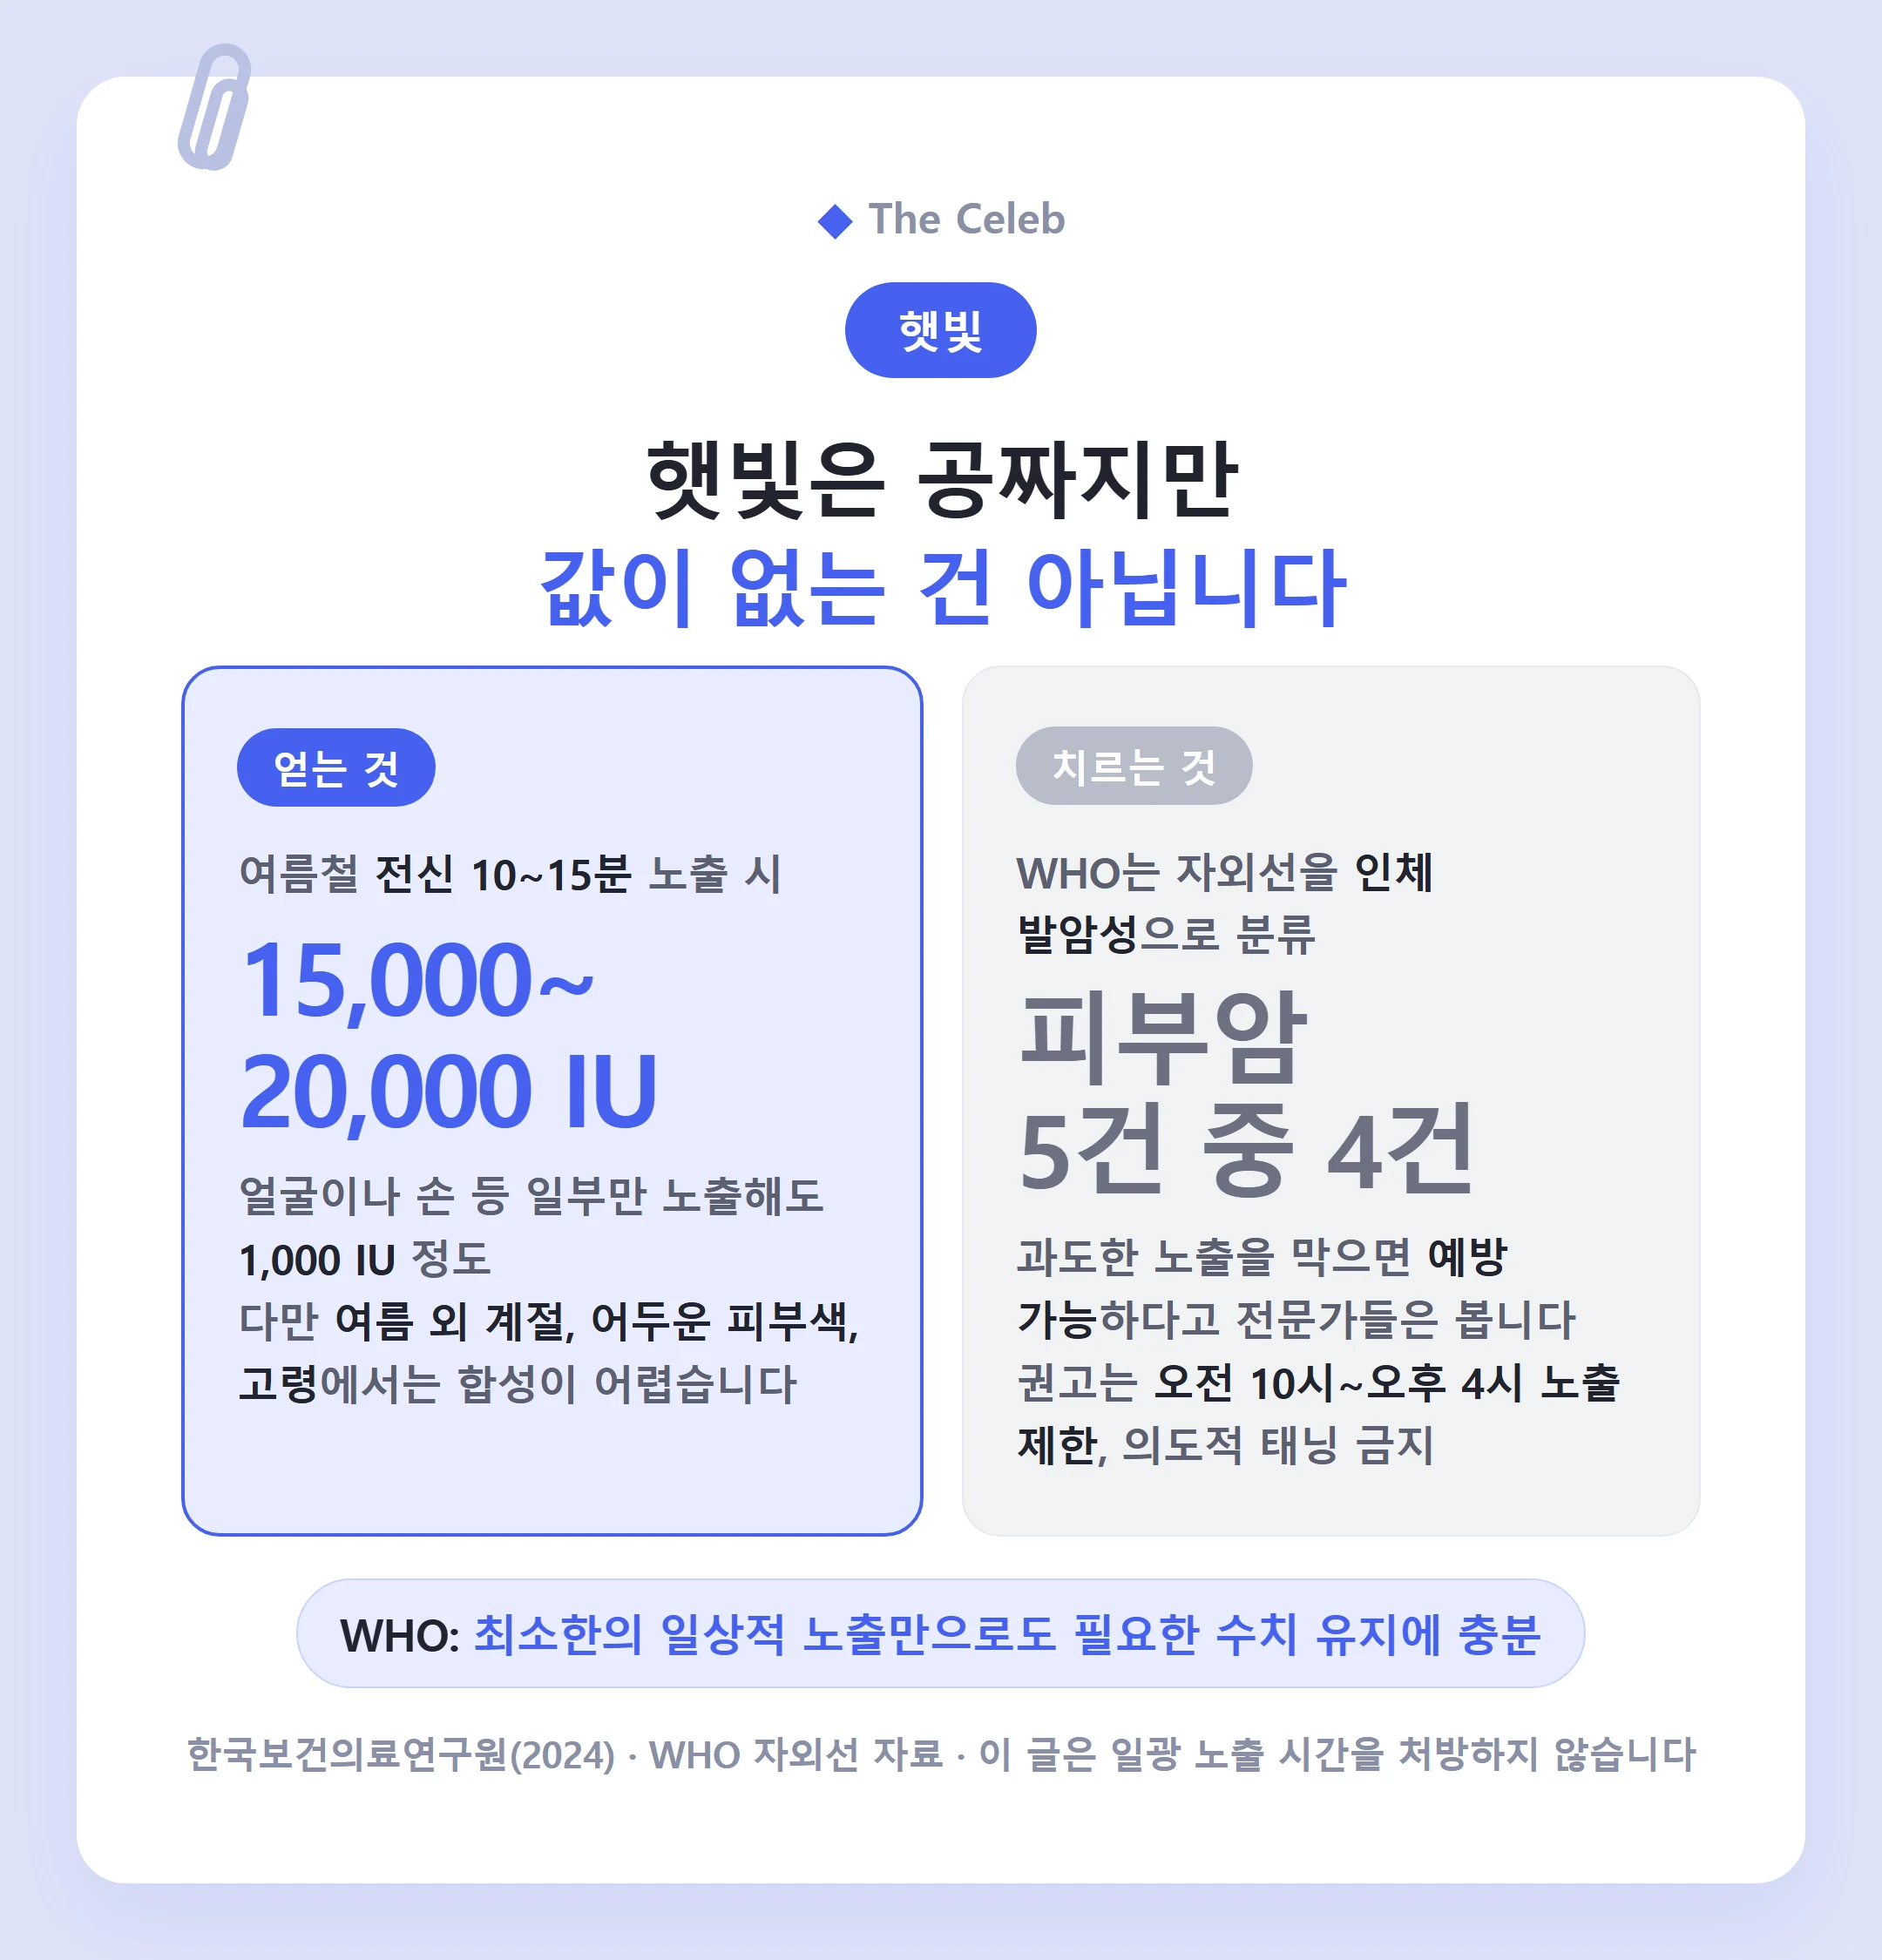 The Celeb
햇빛
햇빛은 공짜지만
값이 없는 건 아닙니다
얻는 것
여름철 전신 10~15분 노출 시
15,000~
20,000 IU
얼굴이나 손 등 일부만 노출해도
1,000 IU 정도
다만 여름 외 계절, 어두운 피부색,
고령에서는 합성이 어렵습니다
치르는 것
WHO는 자외선을 인체
발암성으로 분류
피부암
5건 중 4건
과도한 노출을 막으면 예방
가능하다고 전문가들은 봅니다
권고는 오전 10시~오후 4시 노출
제한, 의도적 태닝 금지
WHO: 최소한의 일상적 노출만으로도 필요한 수치 유지에 충분
한국보건의료연구원(2024) · WHO 자외선 자료 · 이 글은 일광 노출 시간을 처방하지 않습니다